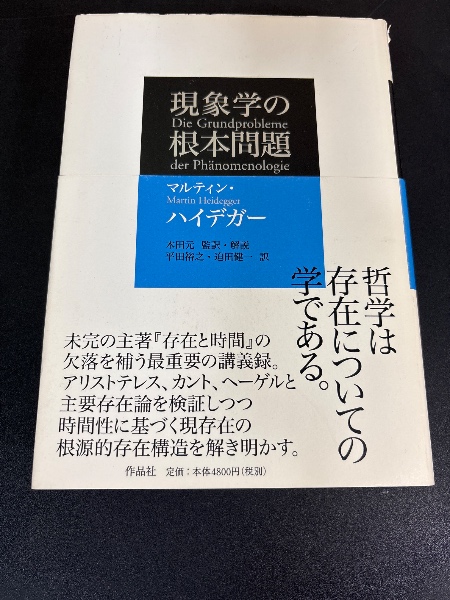 現象学の
Die Grundprobleme
根本問題
der Phänomenologie
マルティン・
Martin Heidegger
ハイデガー
木田元 監訳・解説
平田裕之・迫田健一 訳
哲学は
存在についての
学である。
未完の主著『存在と時間』の
欠落を補う最重要の講義録。
アリストテレス、カント、ヘーゲルと
主要存在論を検証しつつ
時間性に基づく現存在の
根源的存在構造を解き明かす。
作品社 定価:本体4800円(税別)